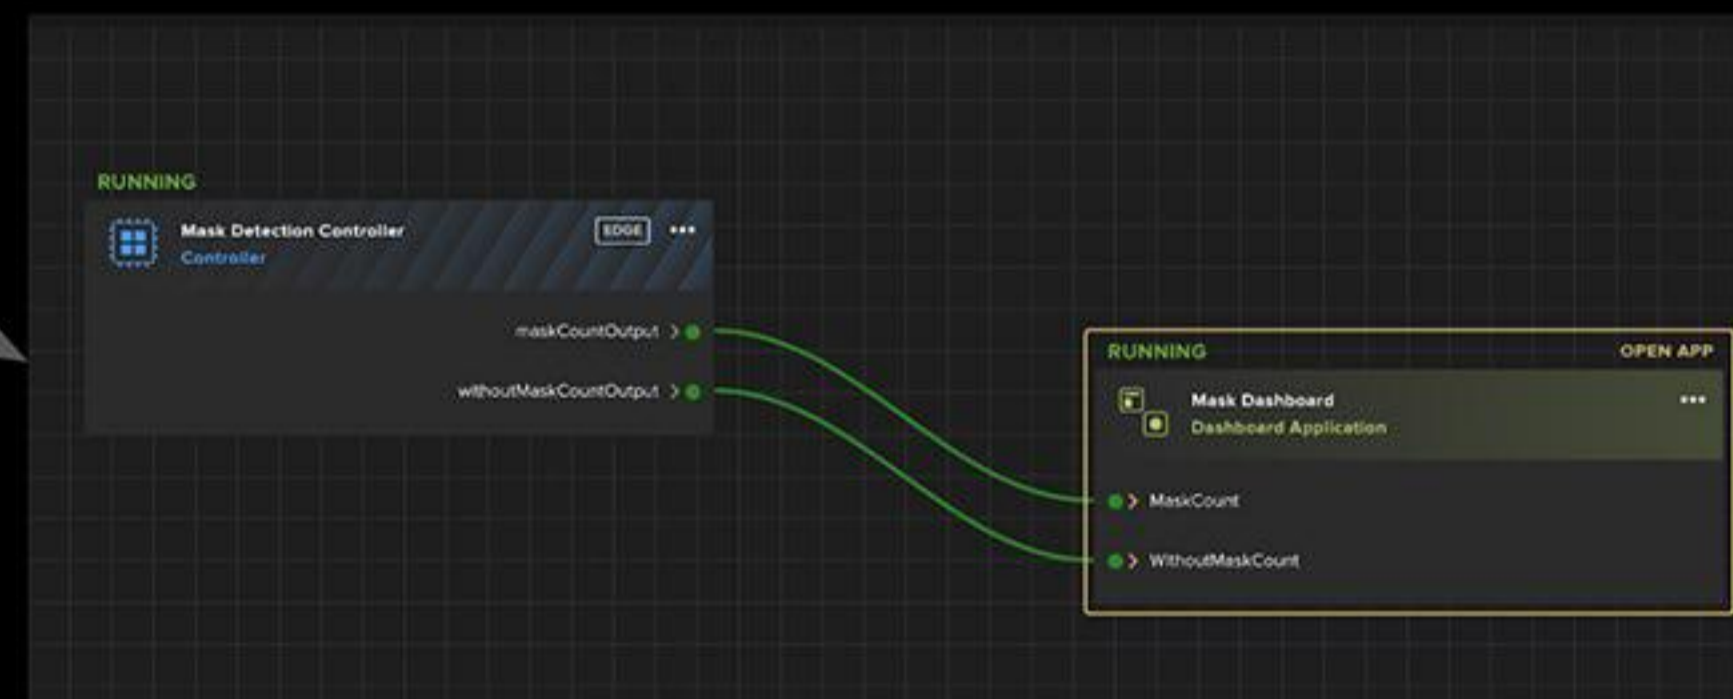 RUNNING
Mask Detection Controller
EDGE
Controller
maskCountOutput
withoutMaskCountOutput
RUNNING
OPEN APP
Mask Dashboard
Dashboard Application
MaskCount
WithoutMaskCount